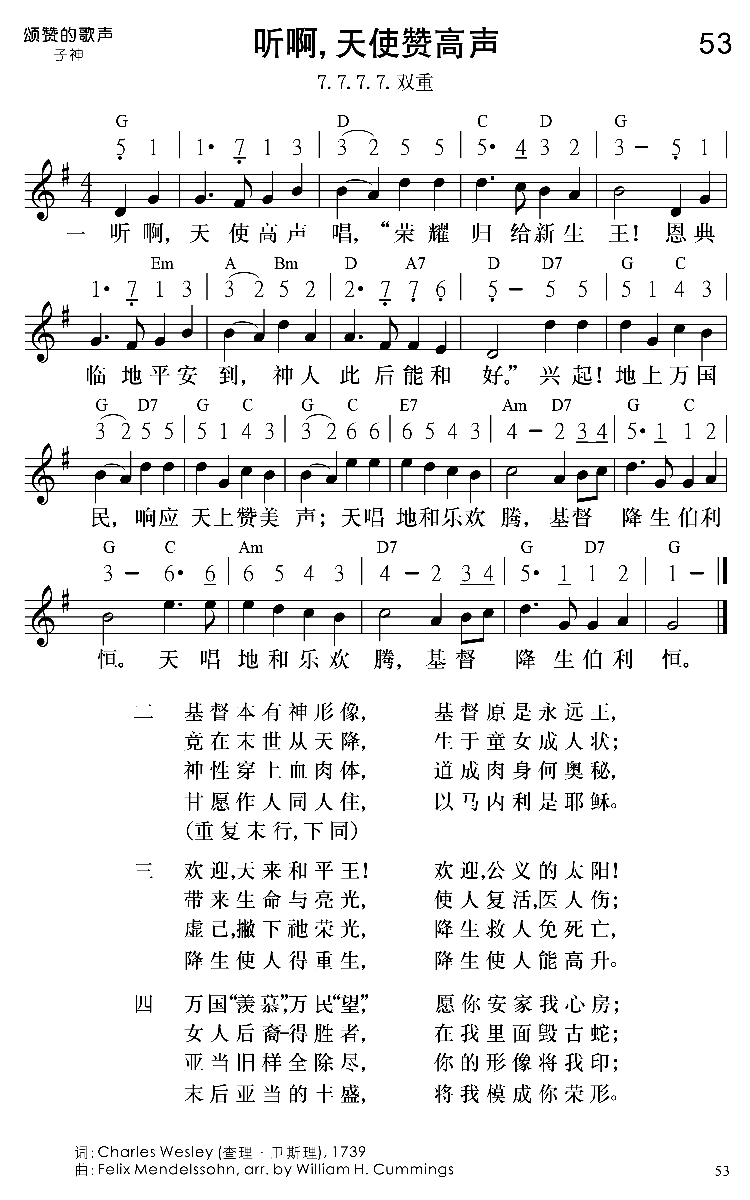 颂赞的歌声
子神
听啊,天使赞高声
53
7.7.7.7.双重
G D C D G
5 1 | 1· 7 1 3 | 3 2 5 5 | 5· 4 3 2 | 3 – 5 1
一 听啊, 天使高声 唱, “荣耀 归给新生 王! 恩典
Em A Bm D A7 D D7 G C
1· 7 1 3 | 3 2 5 2 | 2· 7 7 6 | 5 – 5 5 | 5 1 4 3 |
临地平安 到, 神人 此后能和 好。” 兴起! 地上万国
G D7 G C G C E7 Am D7 G C
3 2 5 5 | 5 1 4 3 | 3 2 6 6 | 6 5 4 3 | 4 – 2 3 4 | 5· 1 1 2 |
民, 响应 天上赞美 声; 天唱 地和乐欢 腾, 基督 降生伯利
G C Am D7 G D7 G
3 – 6· 6 | 6 5 4 3 | 4 – 2 3 4 | 5· 1 1 2 | 1 – ‖
恒。 天唱 地和乐欢 腾, 基督 降生伯利 恒。
二 基督本有神形像, 基督原是永远王,
竟在末世从天降, 生于童女成人状;
神性穿上血肉体, 道成肉身何奥秘,
甘愿作人同人住, 以马内利是耶稣。
(重复末行,下同)
三 欢迎,天来和平王! 欢迎,公义的太阳!
带来生命与亮光, 使人复活,医人伤;
虚己,撇下祂荣光, 降生救人免死亡,
降生使人得重生, 降生使人能高升。
四 万国“羡慕”,万民“望”, 愿你安家我心房;
女人后裔–得胜者, 在我里面毁古蛇;
亚当旧样全除尽, 你的形像将我印;
末后亚当的丰盛, 将我模成你荣形。
词: Charles Wesley (查理·卫斯理), 1739
曲: Felix Mendelssohn, arr. by William H. Cummings
53